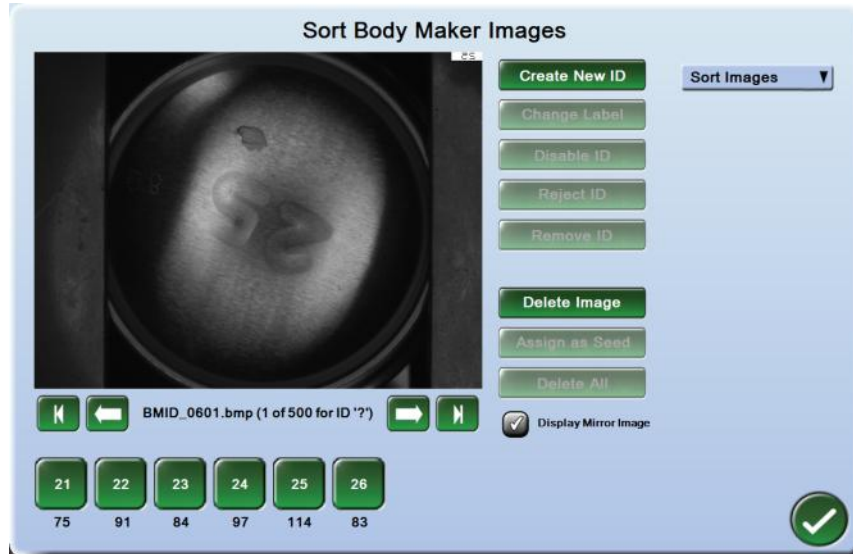 Sort Body Maker Images
Create New ID
Sort Images
Change Label
Disable ID
Reject ID
Remove ID
Delete Image
Assign as Seed
Delete All
BMID_0601.bmp (1 of 500 for ID '?')
Display Mirror Image
21 22 23 24 25 26
75 91 84 97 114 83